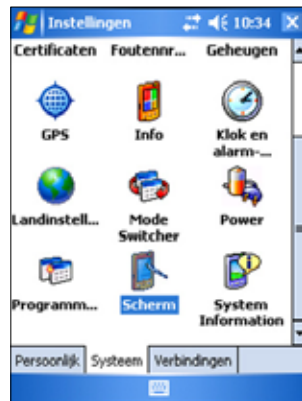 Instellingen 10:34
Certificaten Foutennr... Geheugen
GPS Info Klok en
alarm-...
Landinstell... Mode Power
Switcher
Programm... Scherm System
Information
Persoonlijk Systeem Verbindingen